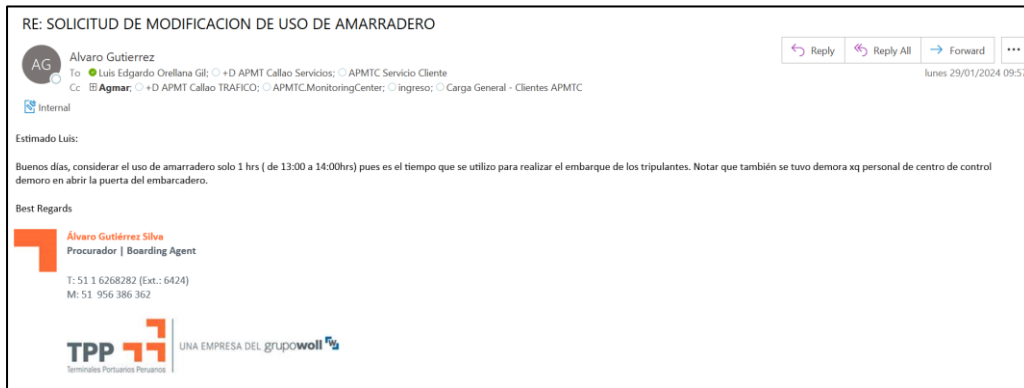 RE: SOLICITUD DE MODIFICACION DE USO DE AMARRADERO
AG
Alvaro Gutierrez
To Luis Edgardo Orellana Gil; +D APMT Callao Servicios; APMTC Servicio Cliente
Cc Agmar; +D APMT Callao TRAFICO; APMTC.MonitoringCenter; ingreso; Carga General - Clientes APMTC
Reply
Reply All
Forward
lunes 29/01/2024 09:57
Internal
Estimado Luis:
Buenos días, considerar el uso de amarradero solo 1 hrs ( de 13:00 a 14:00hrs) pues es el tiempo que se utilizo para realizar el embarque de los tripulantes. Notar que también se tuvo demora xq personal de centro de control
demoro en abrir la puerta del embarcadero.
Best Regards
Álvaro Gutiérrez Silva
Procurador | Boarding Agent
T: 51 1 6268282 (Ext.: 6424)
M: 51 956 386 362
TPP
Terminales Portuarios Peruanos
UNA EMPRESA DEL grupowoll